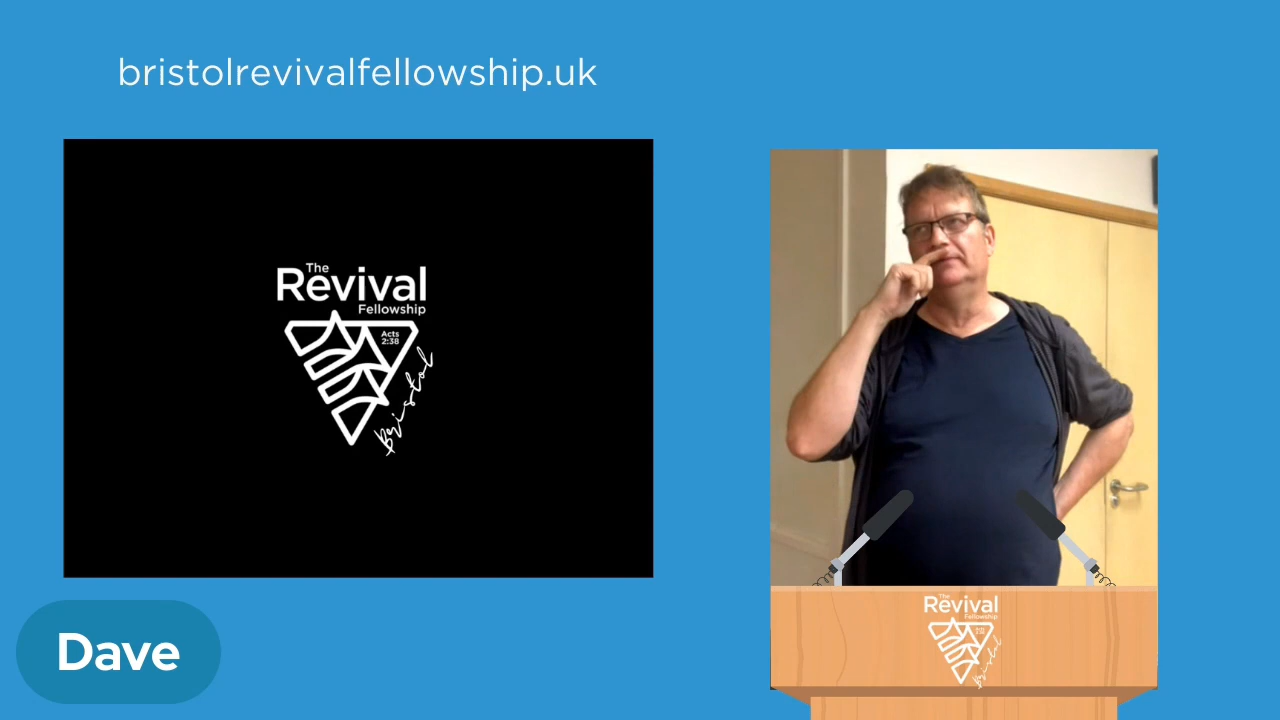 bristolrevivalfellowship.uk
The
Revival
Fellowship
Acts
2:38
Bristol
Dave
The
Revival
Fellowship
Bristol